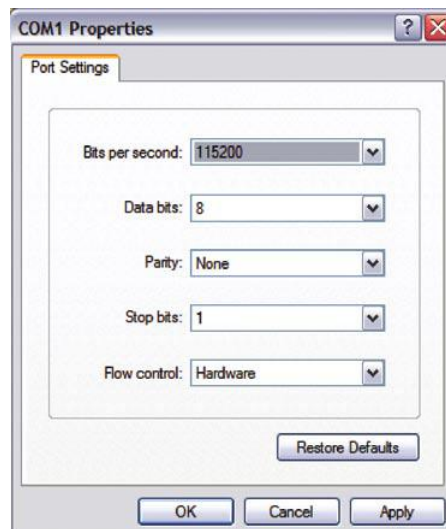 COM1 Properties
Port Settings
Bits per second: 115200
Data bits: 8
Parity: None
Stop bits: 1
Flow control: Hardware
Restore Defaults
OK Cancel Apply